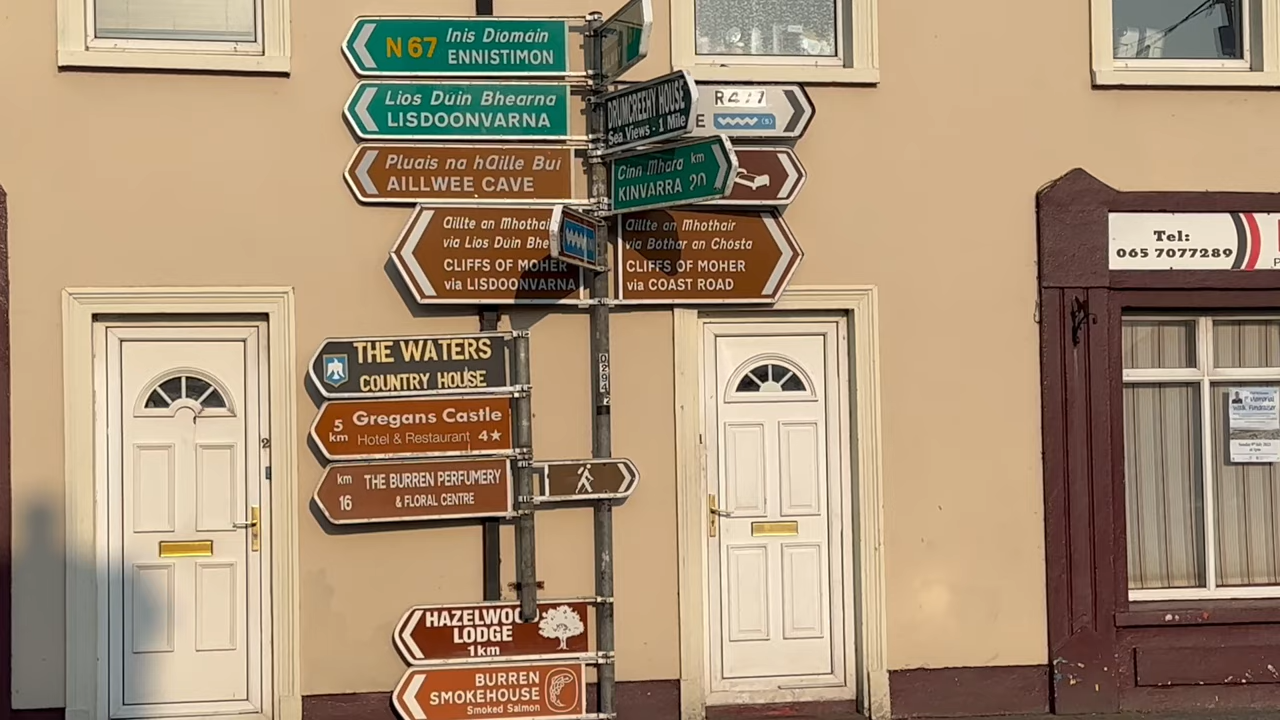 N67 Inis Díomáin
ENNISTIMON
Lios Dúin Bhearna
LISDOONVARNA
Pluais na hAille Buí
AILLWEE CAVE
DRUMCREEHY HOUSE
Sea Views - 1 Mile
R477
E
(S)
Cinn Mhara km
KINVARRA 20
Aillte an Mhothair
via Lios Dúin Bhe
CLIFFS OF MOHER
via LISDOONVARNA
Aillte an Mhothair
via Bothar an Chósta
CLIFFS OF MOHER
via COAST ROAD
THE WATERS
COUNTRY HOUSE
5 km Gregans Castle
Hotel & Restaurant 4★
km 16 THE BURREN PERFUMERY
& FLORAL CENTRE
HAZELWOOD
LODGE
1km
BURREN
SMOKEHOUSE
Smoked Salmon
2
Tel:
065 7077289